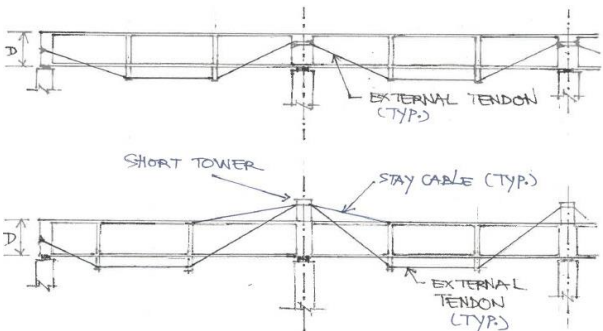 D
EXTERNAL TENDON
(TYP.)
SHORT TOWER
STAY CABLE (TYP.)
D
EXTERNAL
TENDON
(TYP.)